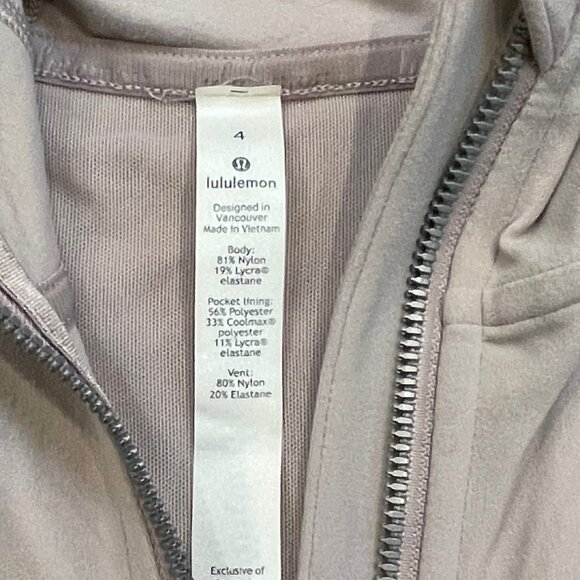 4
lululemon
Designed in
Vancouver
Made in Vietnam
Body:
81% Nylon
19% Lycra®
elastane
Pocket lining:
56% Polyester
33% Coolmax®
polyester
11% Lycra®
elastane
Vent:
80% Nylon
20% Elastane
Exclusive of